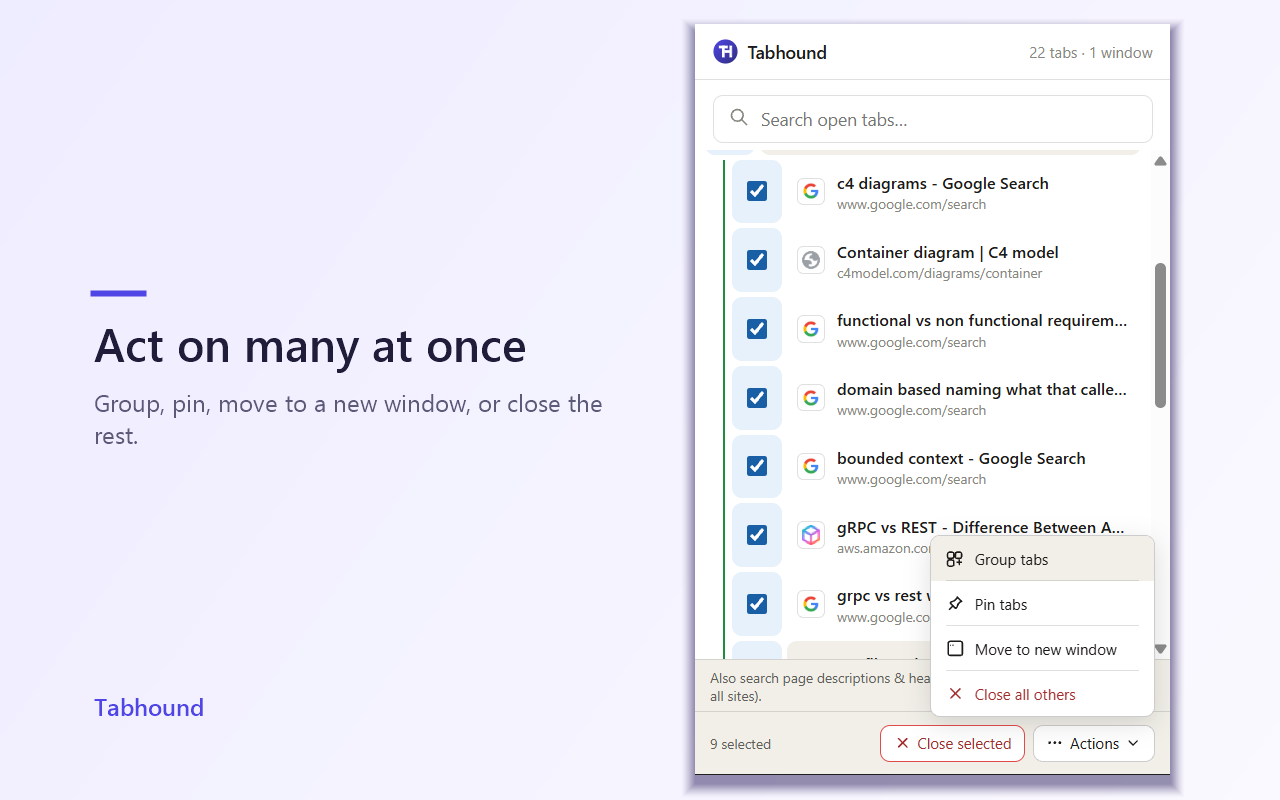 Act on many at once
Group, pin, move to a new window, or close the
rest.
Tabhound
Tabhound
22 tabs · 1 window
Search open tabs...
c4 diagrams - Google Search
www.google.com/search
Container diagram | C4 model
c4model.com/diagrams/container
functional vs non functional requirem...
www.google.com/search
domain based naming what that calle...
www.google.com/search
bounded context - Google Search
www.google.com/search
gRPC vs REST - Difference Between A...
aws.amazon.co
grpc vs rest
www.google.co
Group tabs
Pin tabs
Move to new window
Close all others
Also search page descriptions & hea
all sites).
9 selected
Close selected
Actions